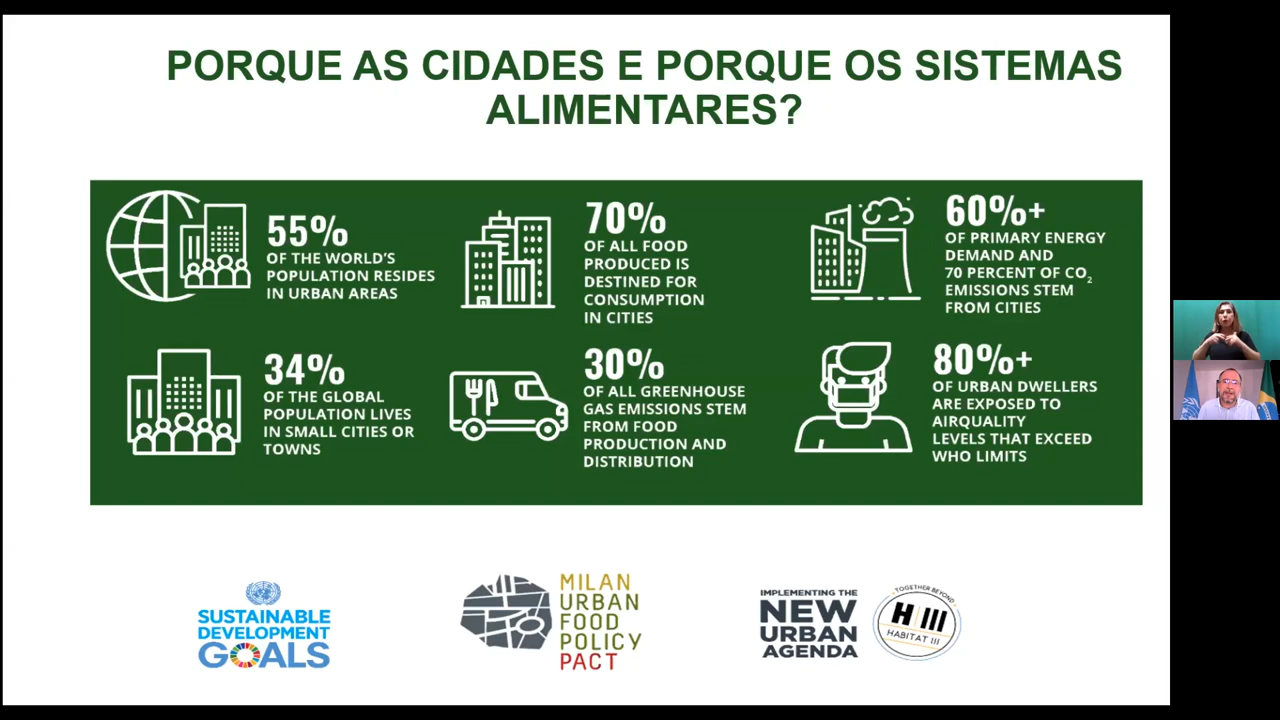 PORQUE AS CIDADES E PORQUE OS SISTEMAS
ALIMENTARES?
55%
OF THE WORLD'S
POPULATION RESIDES
IN URBAN AREAS
70%
OF ALL FOOD
PRODUCED IS
DESTINED FOR
CONSUMPTION
IN CITIES
60%+
OF PRIMARY ENERGY
DEMAND AND
70 PERCENT OF CO₂
EMISSIONS STEM
FROM CITIES
34%
OF THE GLOBAL
POPULATION LIVES
IN SMALL CITIES OR
TOWNS
30%
OF ALL GREENHOUSE
GAS EMISSIONS STEM
FROM FOOD
PRODUCTION AND
DISTRIBUTION
80%+
OF URBAN DWELLERS
ARE EXPOSED TO
AIRQUALITY
LEVELS THAT EXCEED
WHO LIMITS
SUSTAINABLE
DEVELOPMENT
GOALS
MILAN
URBAN
FOOD
POLICY
PACT
IMPLEMENTING THE
NEW
URBAN
AGENDA
TOGETHER BEYOND
H III
HABITAT III